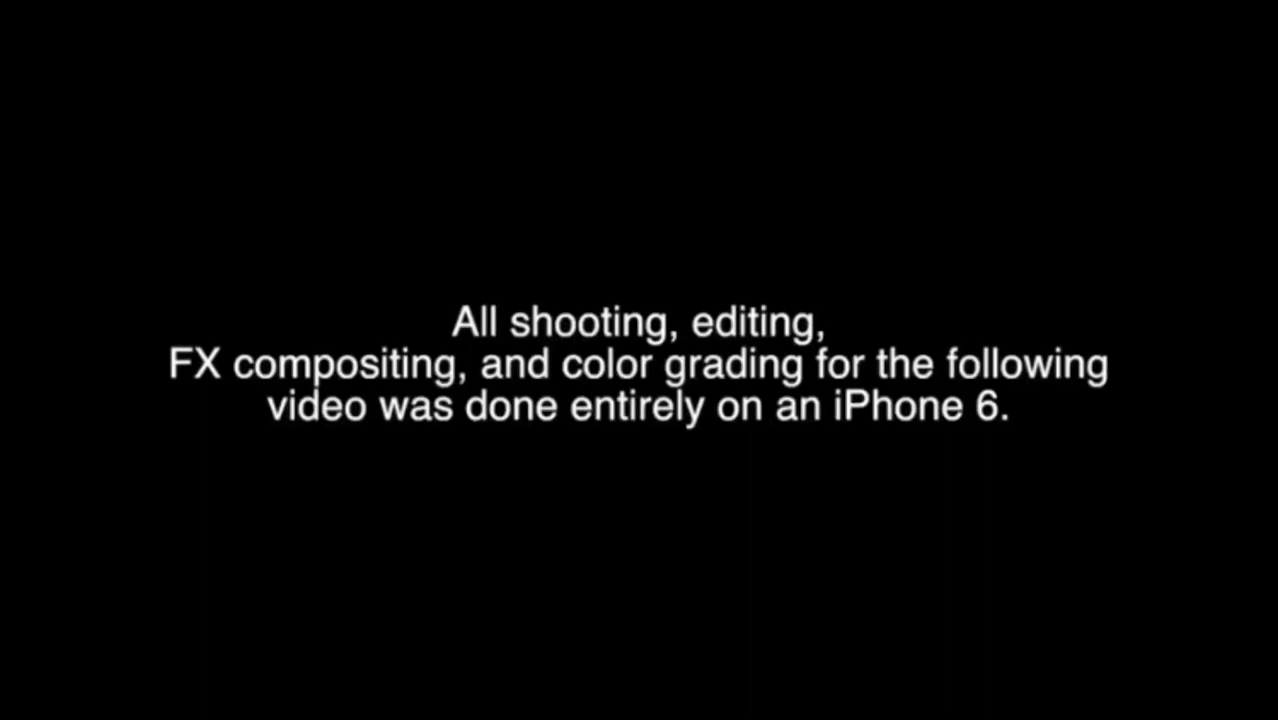 All shooting, editing,
FX compositing, and color grading for the following
video was done entirely on an iPhone 6.